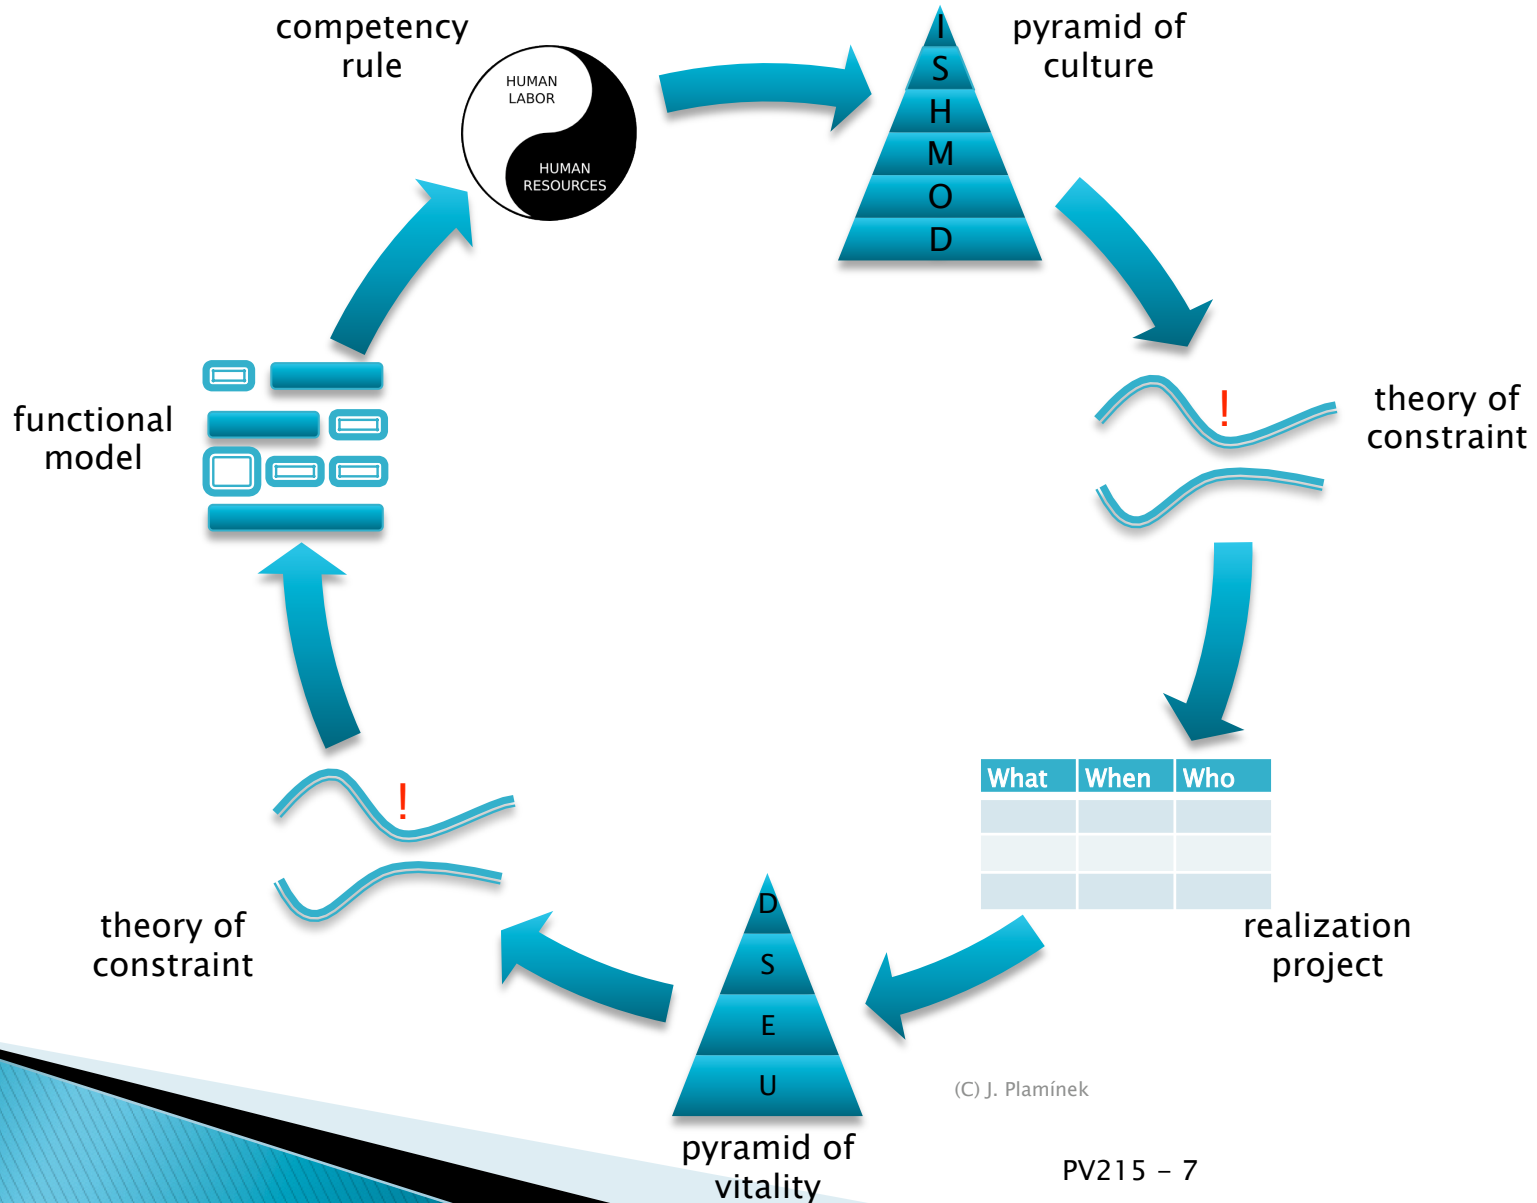 competency
rule
HUMAN
LABOR
HUMAN
RESOURCES
I
S
H
M
O
D
pyramid of
culture
!
theory of
constraint
What When Who
realization
project
D
S
E
U
pyramid of
vitality
!
theory of
constraint
functional
model
(C) J. Plamínek
PV215 – 7